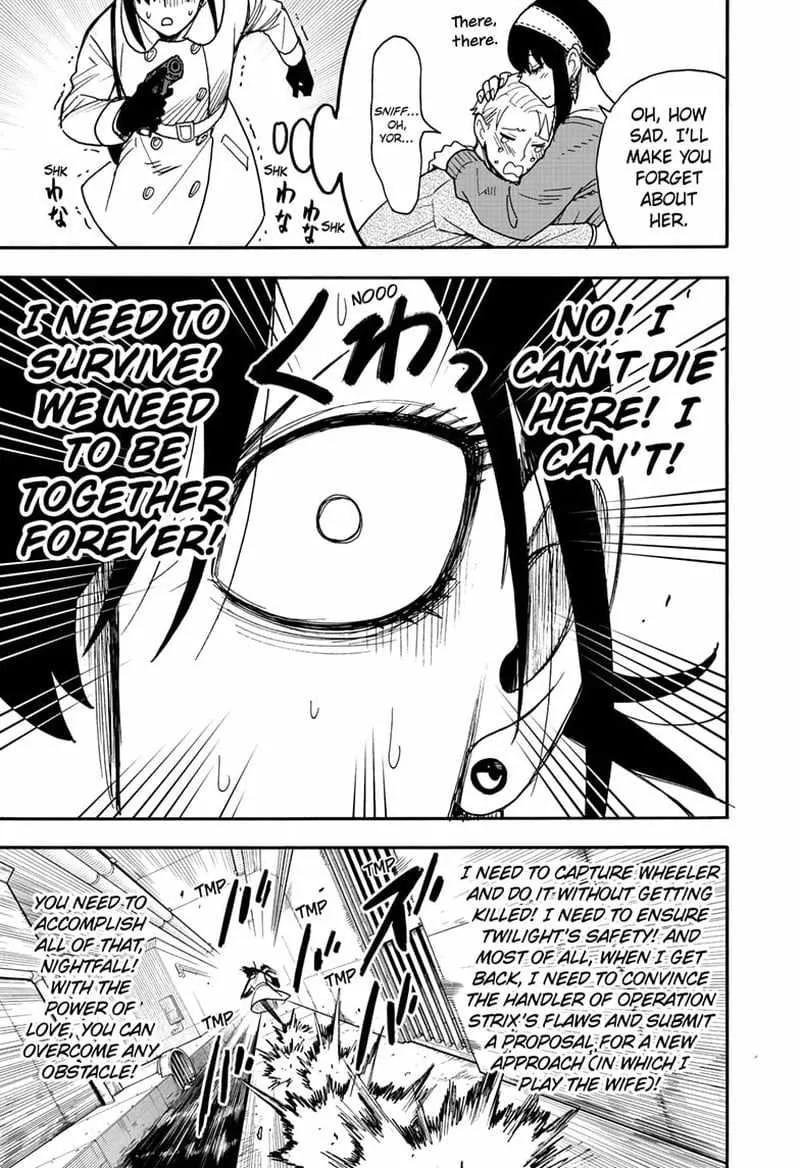 OH, HOW
SAD. I'LL
MAKE YOU
FORGET
ABOUT
HER.
There,
there.
SNIFF...
OH,
YOR...
SHK
わな
SHK
わな
SHK
わな
NO! I
CAN'T DIE
HERE! I
CAN'T!
NOOO
くわっ
I NEED TO
SURVIVE!
WE NEED
TO BE
TOGETHER
FOREVER!
I NEED TO CAPTURE WHEELER
AND DO IT WITHOUT GETTING
KILLED! I NEED TO ENSURE
TWILIGHT'S SAFETY! AND
MOST OF ALL, WHEN I GET
BACK, I NEED TO CONVINCE
THE HANDLER OF OPERATION
STRIX'S FLAWS AND SUBMIT
A PROPOSAL FOR A NEW
APPROACH (IN WHICH I
PLAY THE WIFE)!
TMP
TMP
TMP
TMP
TMP
YOU NEED TO
ACCOMPLISH
ALL OF THAT,
NIGHTFALL!
WITH THE
POWER OF
LOVE, YOU CAN
OVERCOME ANY
OBSTACLE!